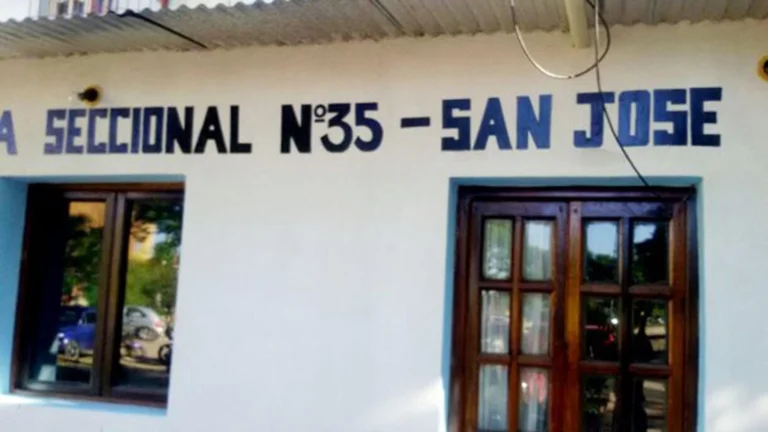 A SECCIONAL Nº35 - SAN JOSE